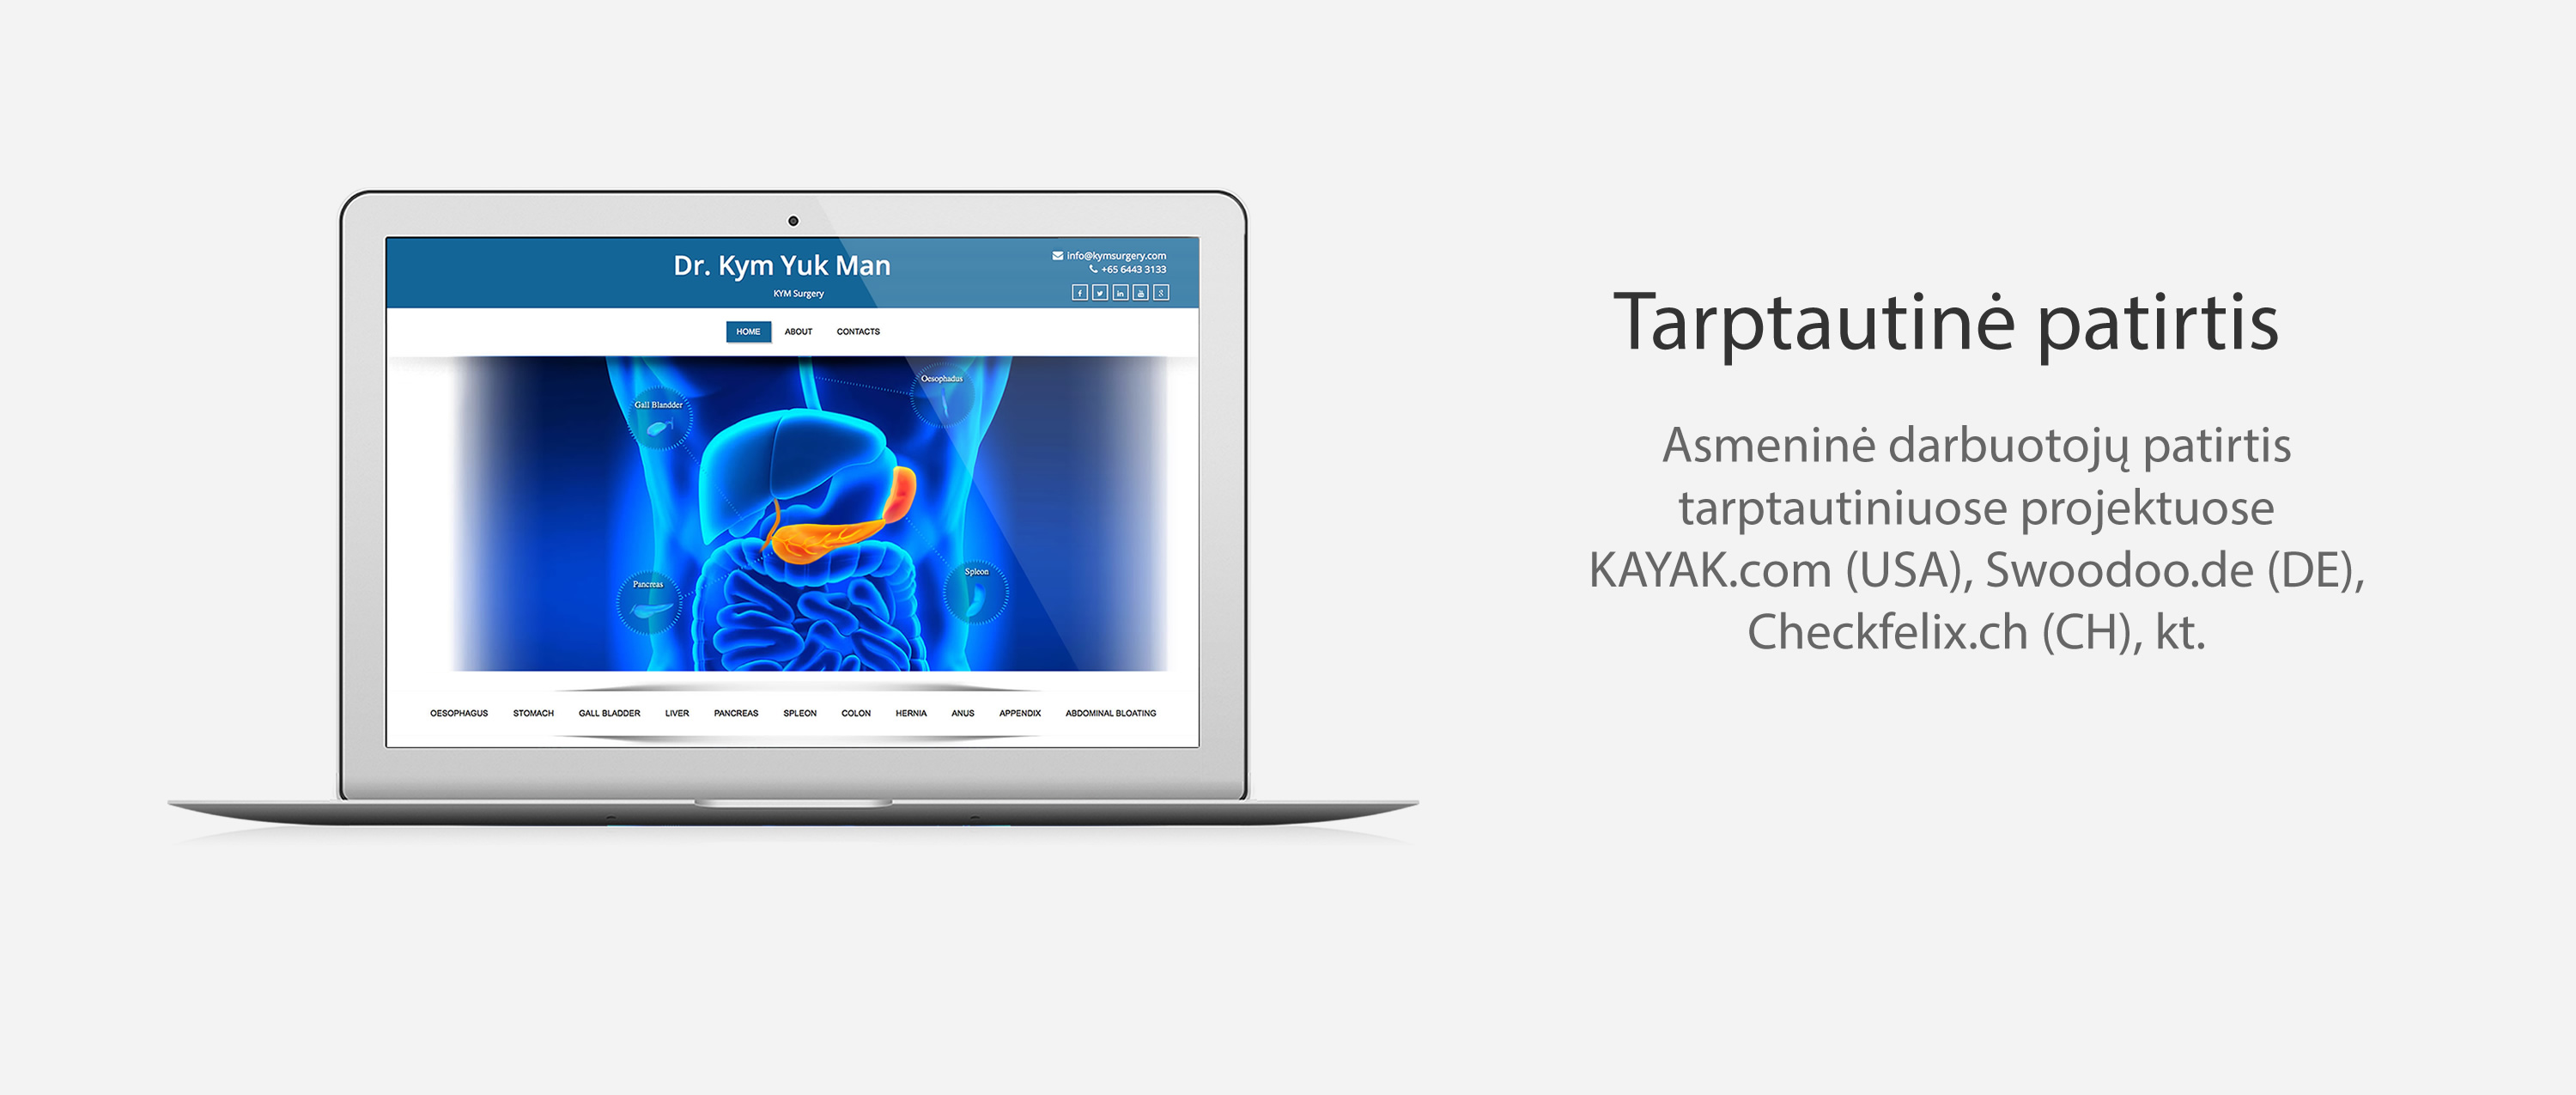 Dr. Kym Yuk Man
KYM Surgery
info@kymsurgery.com
+65 6443 3133
HOME ABOUT CONTACTS
Oesophadus
Gall Blandder
Pancreas
Spleon
OESOPHAGUS STOMACH GALL BLADDER LIVER PANCREAS SPLEON COLON HERNIA ANUS APPENDIX ABDOMINAL BLOATING
Tarptautinė patirtis
Asmeninė darbuotojų patirtis
tarptautiniuose projektuose
KAYAK.com (USA), Swoodoo.de (DE),
Checkfelix.ch (CH), kt.